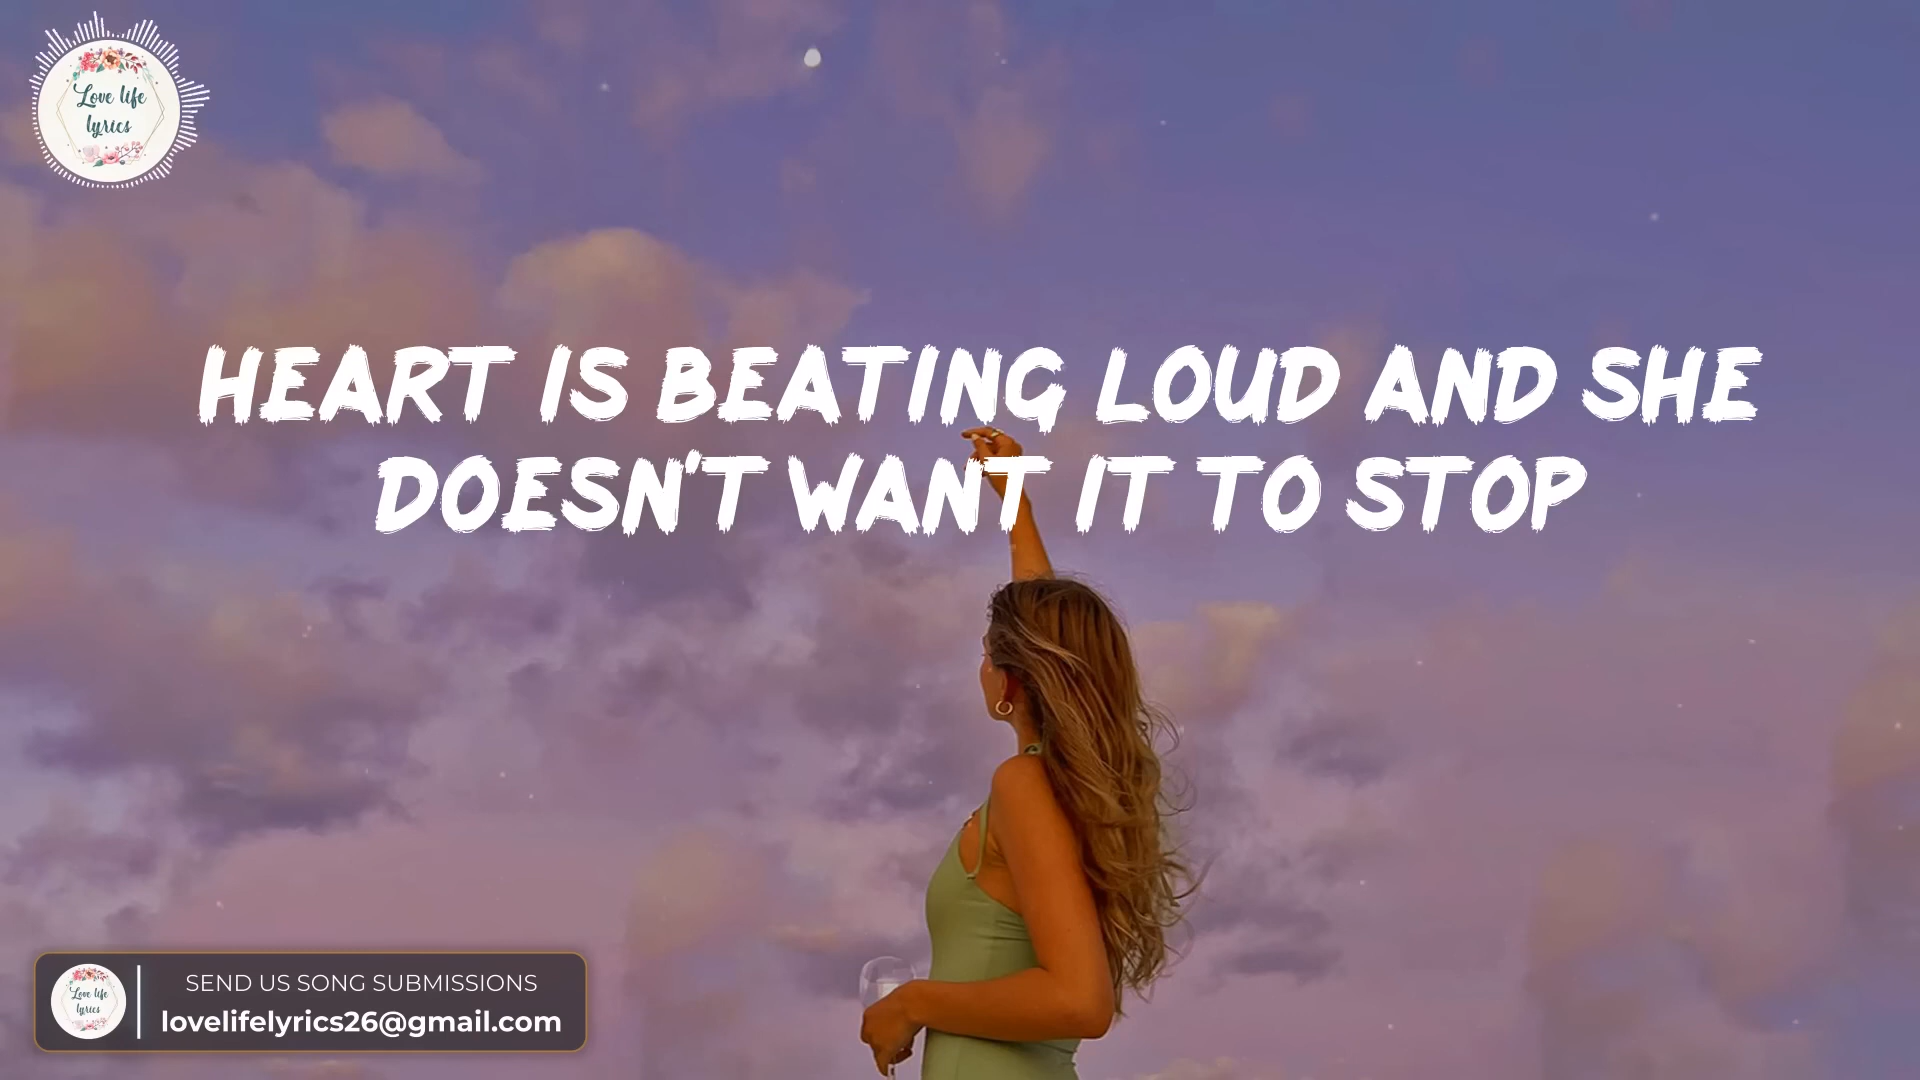 Love life
lyrics
HEART IS BEATING LOUD AND SHE
DOESN'T WANT IT TO STOP
Love life
lyrics
SEND US SONG SUBMISSIONS
lovelifelyrics26@gmail.com